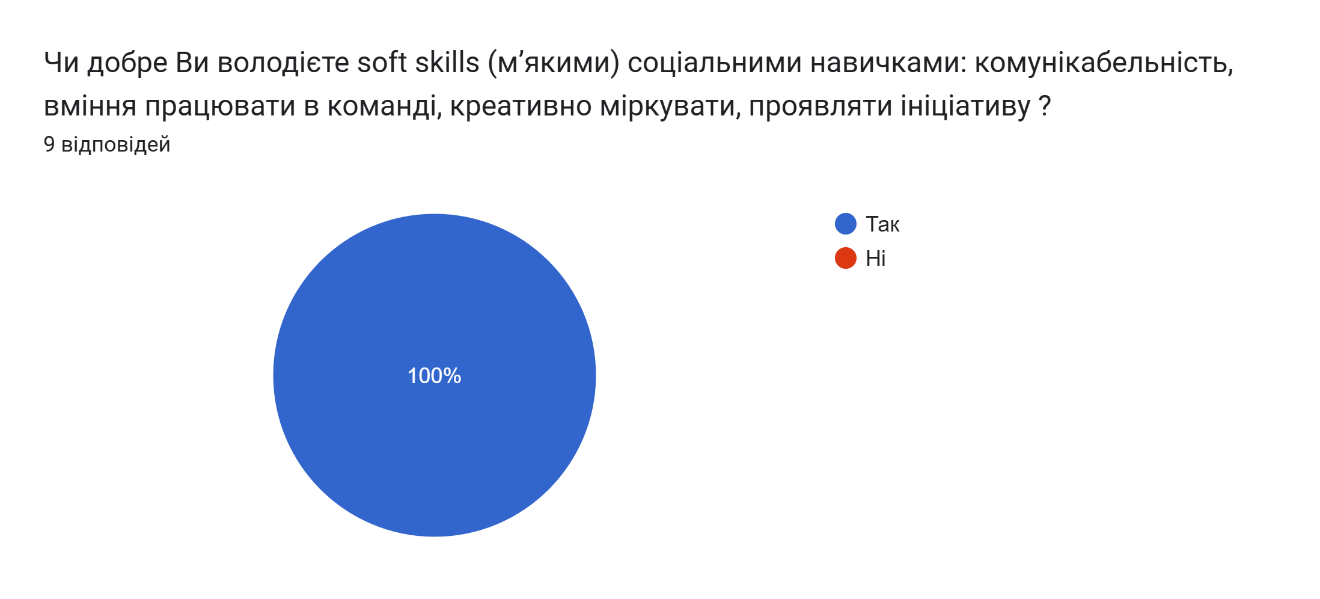 Чи добре Ви володієте soft skills (м’якими) соціальними навичками: комунікабельність,
вміння працювати в команді, креативно міркувати, проявляти ініціативу ?
9 відповідей
100%
Так
Ні